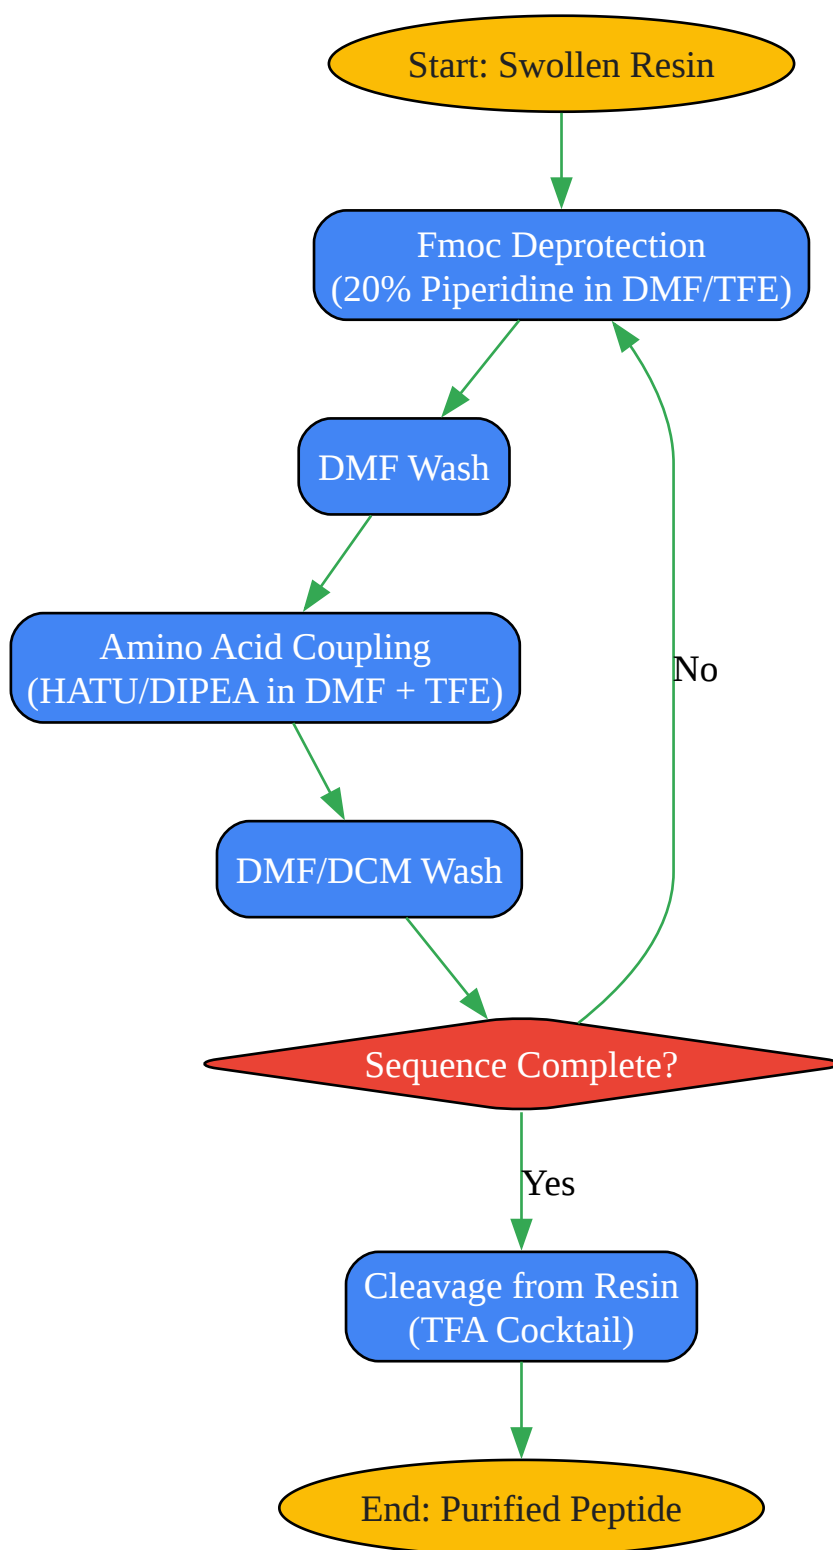 Start: Swollen Resin
Fmoc Deprotection
(20% Piperidine in DMF/TFE)
DMF Wash
Amino Acid Coupling
(HATU/DIPEA in DMF + TFE)
No
DMF/DCM Wash
Sequence Complete?
Yes
Cleavage from Resin
(TFA Cocktail)
End: Purified Peptide